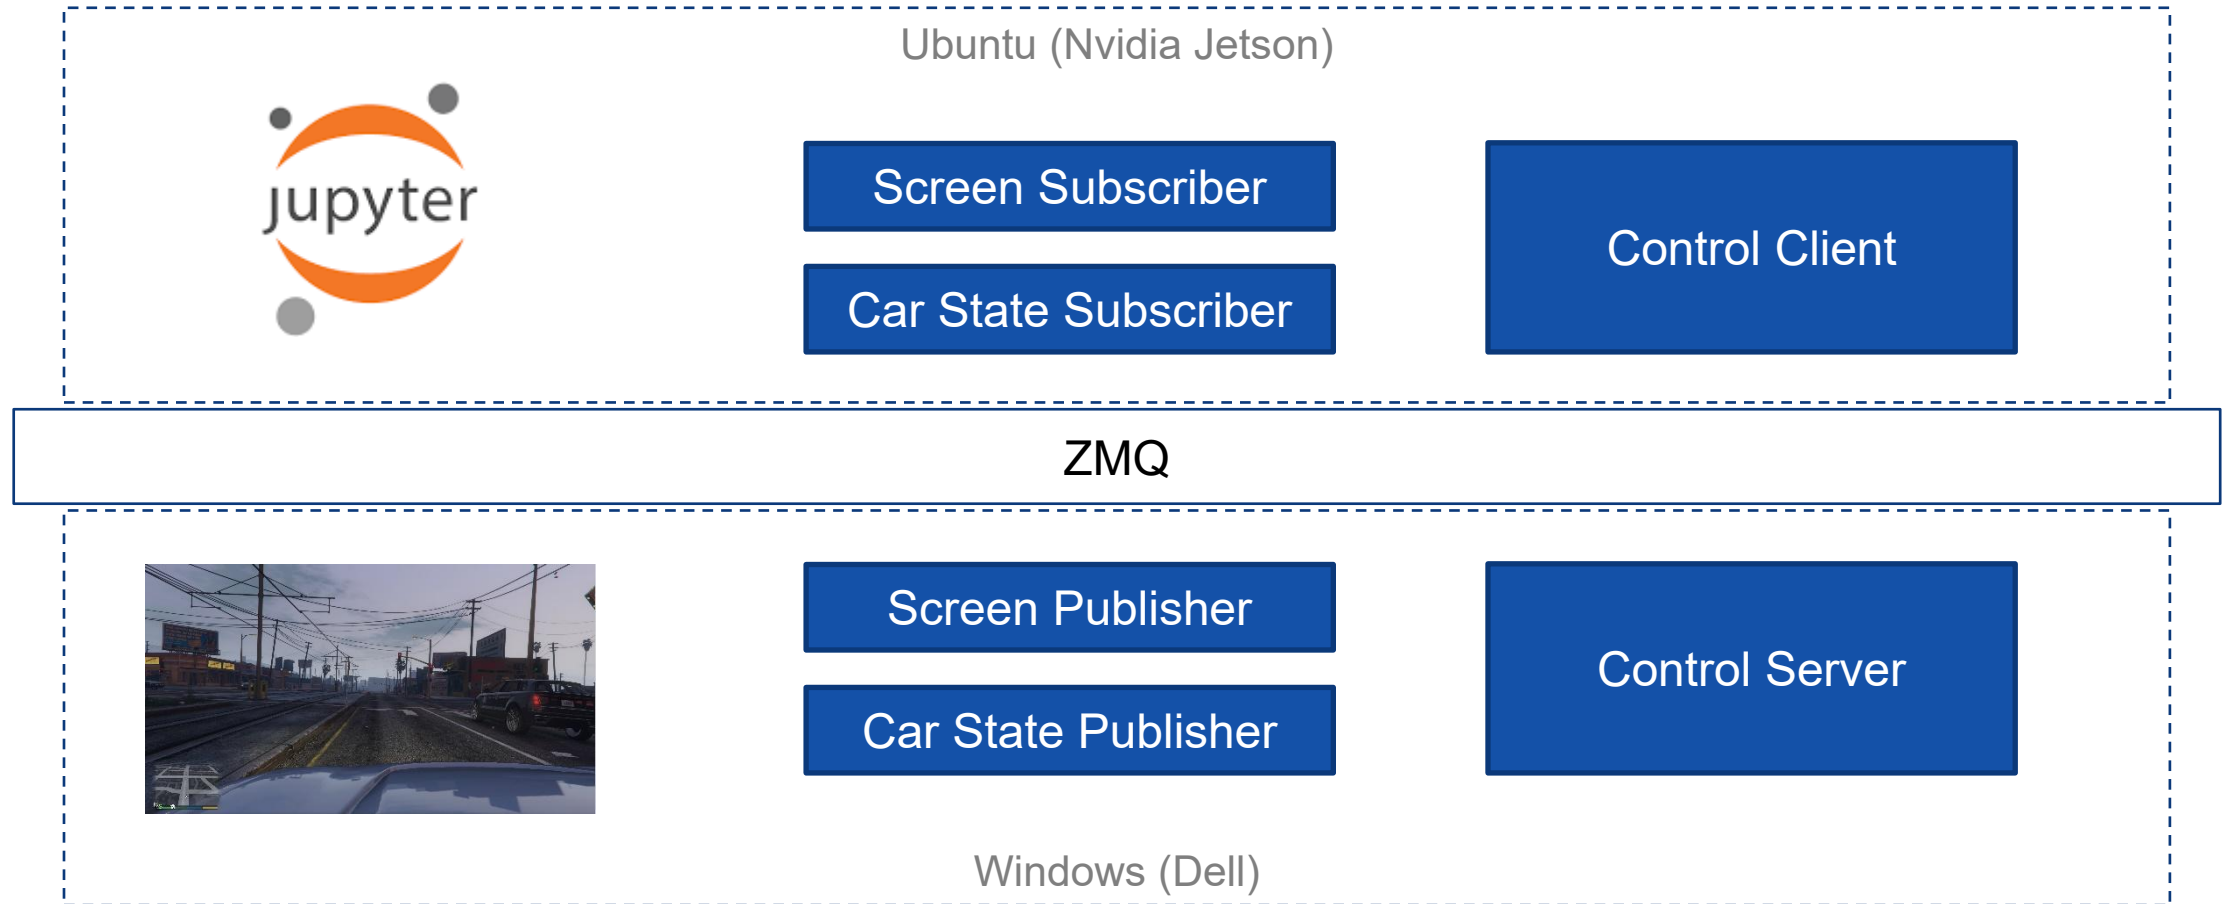 Ubuntu (Nvidia Jetson)
jupyter
Screen Subscriber
Car State Subscriber
Control Client
ZMQ
Screen Publisher
Car State Publisher
Control Server
Windows (Dell)